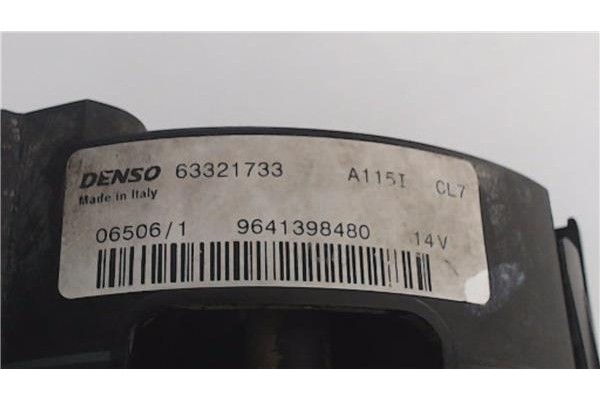 DENSO 63321733 A115I CL7
Made in Italy
06506/1 9641398480 14V